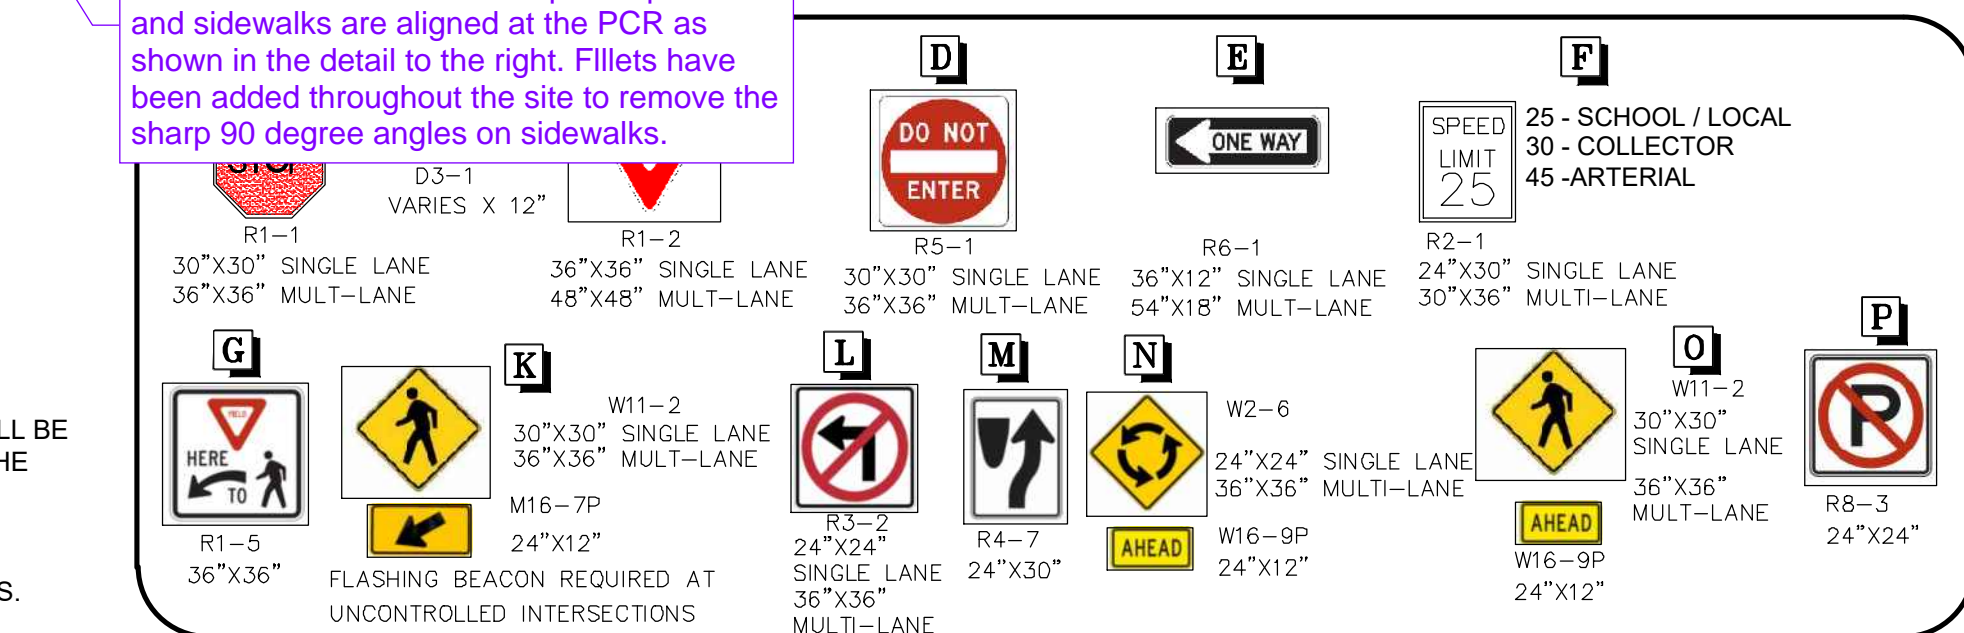 and sidewalks are aligned at the PCR as
shown in the detail to the right. FIllets have
been added throughout the site to remove the
sharp 90 degree angles on sidewalks.
D3-1
VARIES X 12"
R1-1
30"X30" SINGLE LANE
36"X36" MULT-LANE
R1-2
36"X36" SINGLE LANE
48"X48" MULT-LANE
D
DO NOT
ENTER
R5-1
30"X30" SINGLE LANE
36"X36" MULT-LANE
E
ONE WAY
R6-1
36"X12" SINGLE LANE
54"X18" MULT-LANE
F
SPEED
LIMIT
25
25 - SCHOOL / LOCAL
30 - COLLECTOR
45 -ARTERIAL
R2-1
24"X30" SINGLE LANE
30"X36" MULTI-LANE
LL BE
HE
S.
G
YIELD
HERE
TO
R1-5
36"X36"
K
W11-2
30"X30" SINGLE LANE
36"X36" MULT-LANE
M16-7P
24"X12"
FLASHING BEACON REQUIRED AT
UNCONTROLLED INTERSECTIONS
L
R3-2
24"X24"
SINGLE LANE
36"X36"
MULTI-LANE
M
R4-7
24"X30"
N
W2-6
24"X24" SINGLE LANE
36"X36" MULTI-LANE
AHEAD
W16-9P
24"X12"
O
W11-2
30"X30"
SINGLE LANE
36"X36"
MULT-LANE
AHEAD
W16-9P
24"X12"
P
P
R8-3
24"X24"